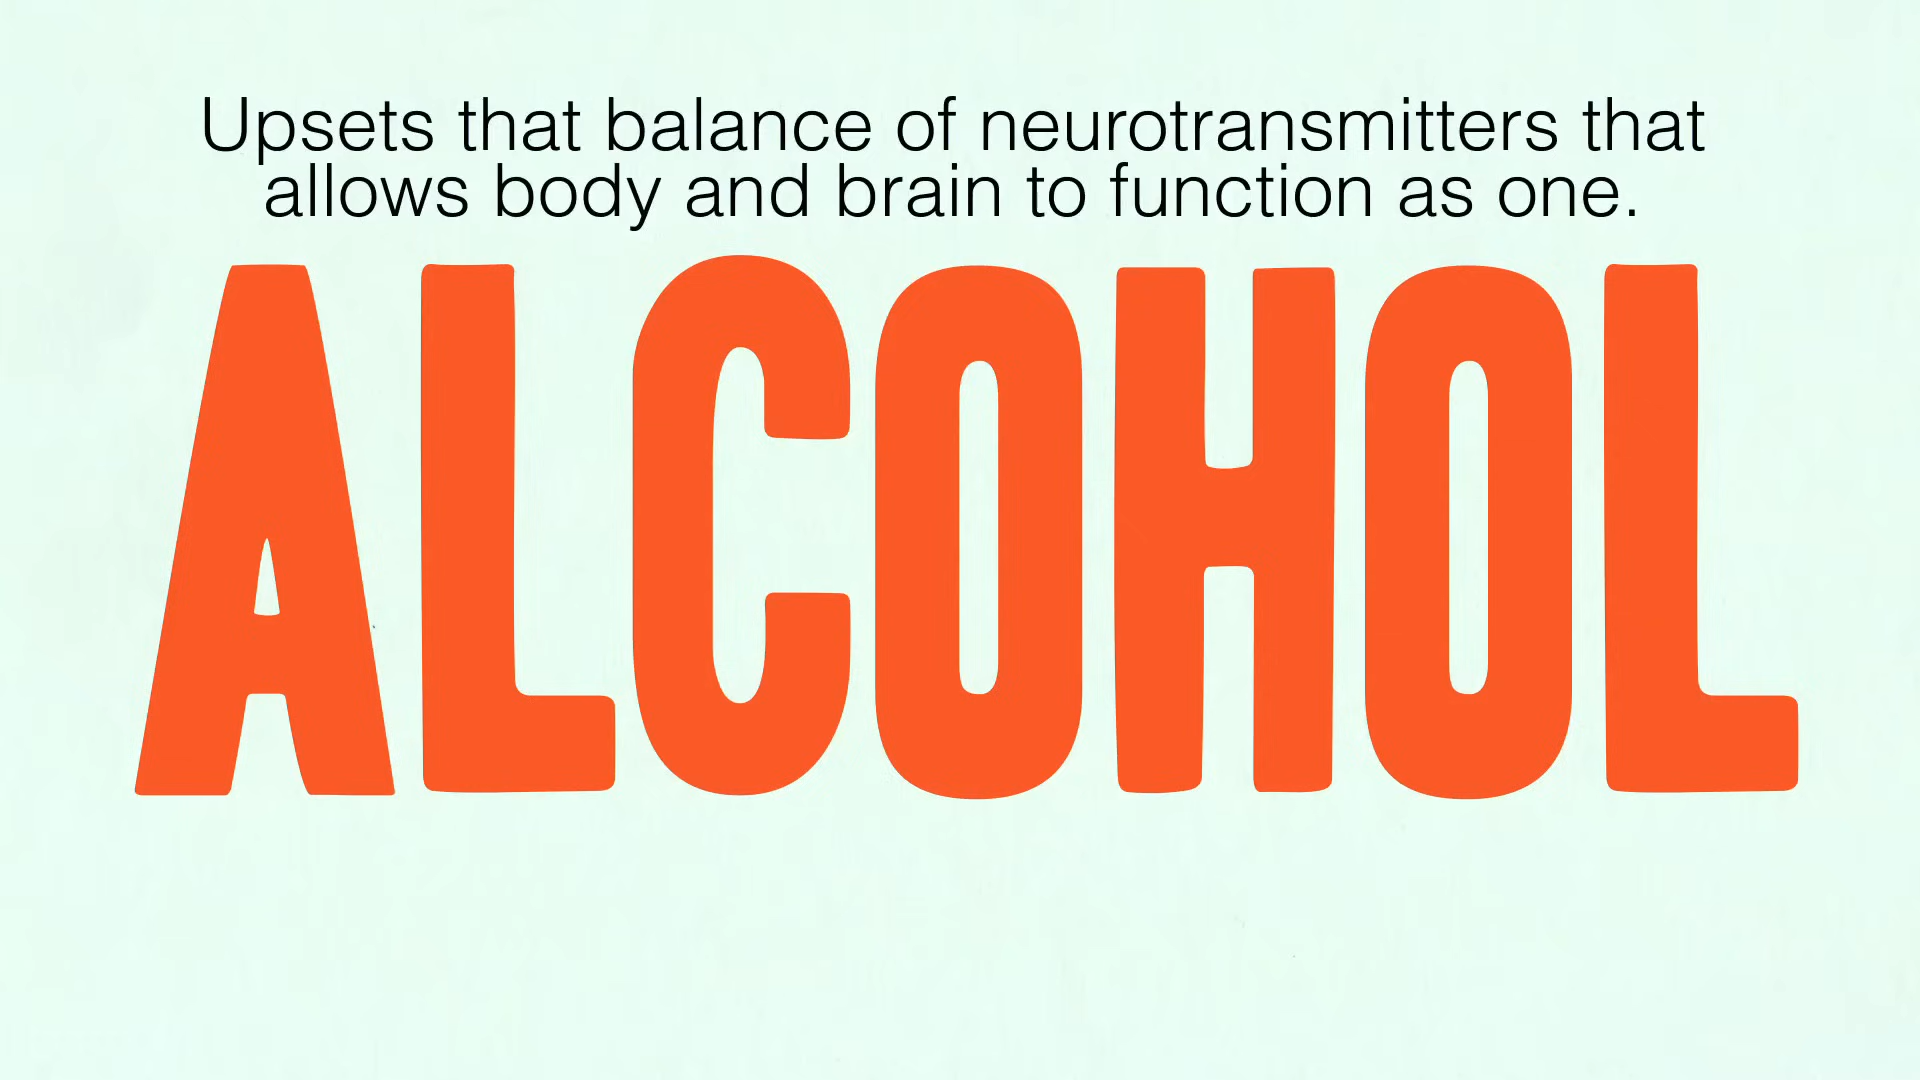 Upsets that balance of neurotransmitters that
allows body and brain to function as one.
ALCOHOL